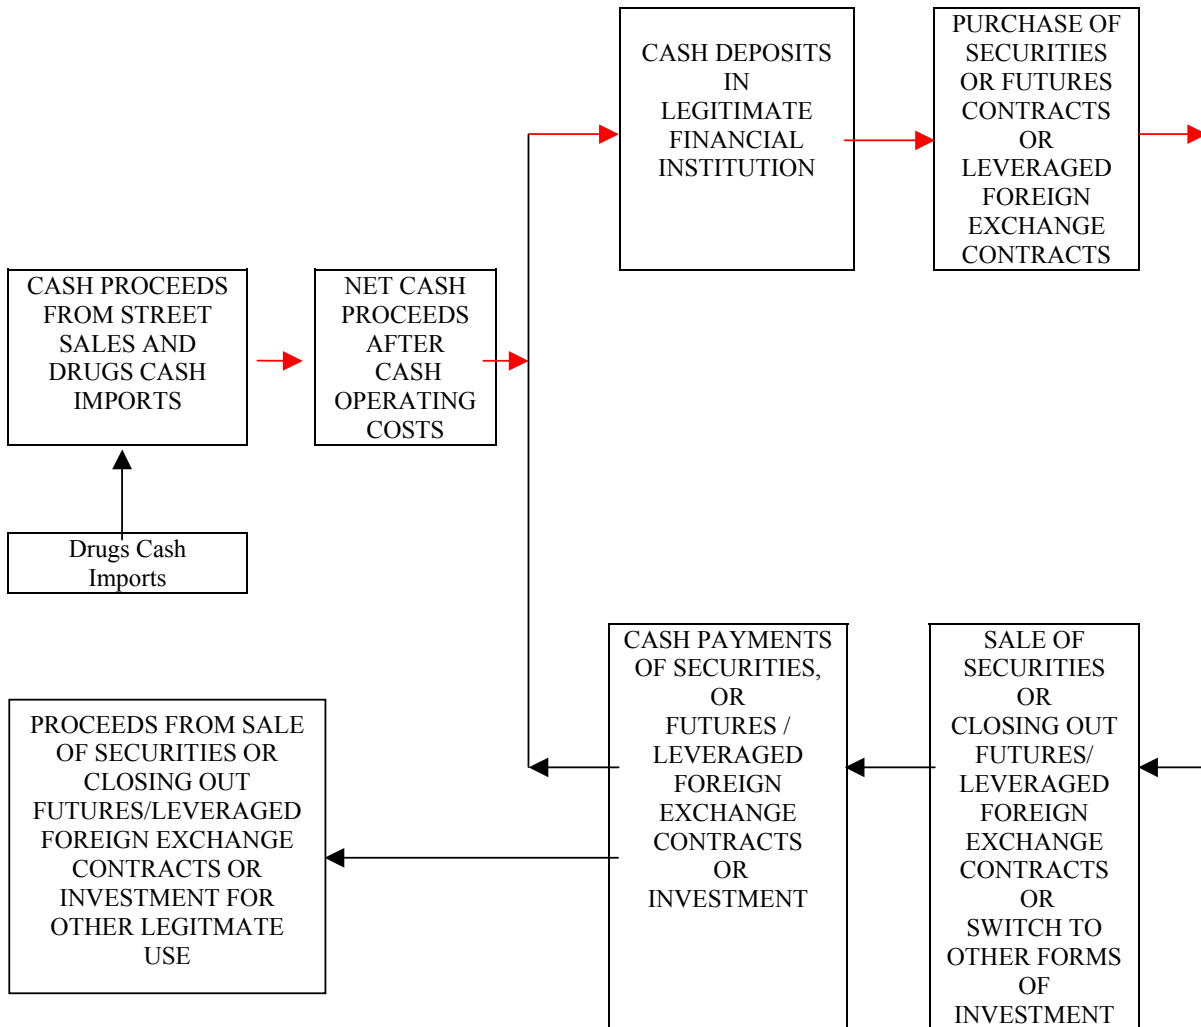 CASH DEPOSITS
IN
LEGITIMATE
FINANCIAL
INSTITUTION
PURCHASE OF
SECURITIES
OR FUTURES
CONTRACTS
OR
LEVERAGED
FOREIGN
EXCHANGE
CONTRACTS
CASH PROCEEDS
FROM STREET
SALES AND
DRUGS CASH
IMPORTS
NET CASH
PROCEEDS
AFTER
CASH
OPERATING
COSTS
Drugs Cash
Imports
CASH PAYMENTS
OF SECURITIES,
OR
FUTURES /
LEVERAGED
FOREIGN
EXCHANGE
CONTRACTS
OR
INVESTMENT
SALE OF
SECURITIES
OR
CLOSING OUT
FUTURES/
LEVERAGED
FOREIGN
EXCHANGE
CONTRACTS
OR
SWITCH TO
OTHER FORMS
OF
INVESTMENT
PROCEEDS FROM SALE
OF SECURITIES OR
CLOSING OUT
FUTURES/LEVERAGED
FOREIGN EXCHANGE
CONTRACTS OR
INVESTMENT FOR
OTHER LEGITMATE
USE